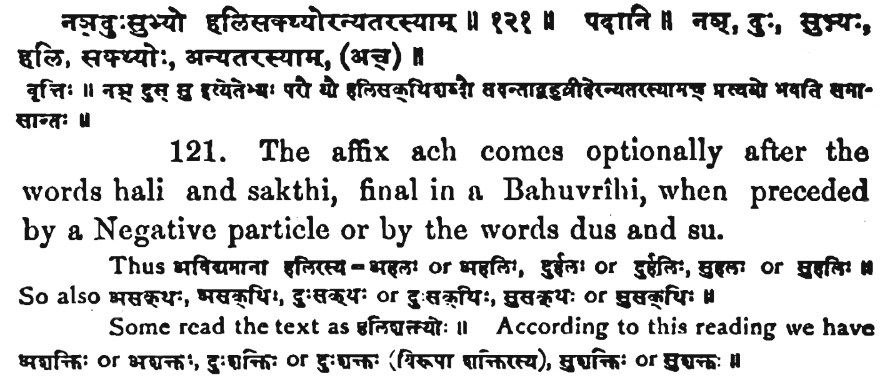 नञ्दुःसुभ्यो हलिसक्थ्योरन्यतरस्याम् ॥ १२१ ॥ पदानि ॥ नञ्, दुः, सुभ्यः,
हलि, सक्थ्योः, अन्यतरस्याम्, (अच्) ॥
वृत्तिः ॥ नञ् दुस् सु इत्येतेभ्यः परौ यौ हलिसक्थिशब्दौ तदन्ताद्बहुव्रीहेरन्यतरस्यामच् प्रत्ययो भवति समा-
सान्तः ॥
121. The affix ach comes optionally after the
words hali and sakthi, final in a Bahuvrîhi, when preceded
by a Negative particle or by the words dus and su.
Thus अविद्यमाना हलिरस्य = अहलः or अहलिः, दुर्हलः or दुर्हलिः, सुहलः or सुहलिः ॥
So also असक्थः, असक्थिः, दुःसक्थः or दुःसक्थिः, सुसक्थः or सुसक्थिः ॥
Some read the text as हलिशक्त्योः ॥ According to this reading we have
अशक्तिः or अशक्तः, दुःशक्तिः or दुःशक्तः (विरूपा शक्तिरस्य), सुशक्तिः or सुशक्तः ॥